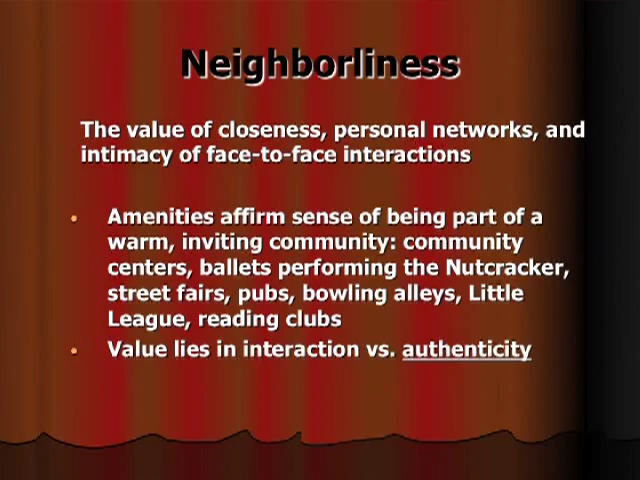 Neighborliness
The value of closeness, personal networks, and
intimacy of face-to-face interactions
• Amenities affirm sense of being part of a
warm, inviting community: community
centers, ballets performing the Nutcracker,
street fairs, pubs, bowling alleys, Little
League, reading clubs
• Value lies in interaction vs. authenticity